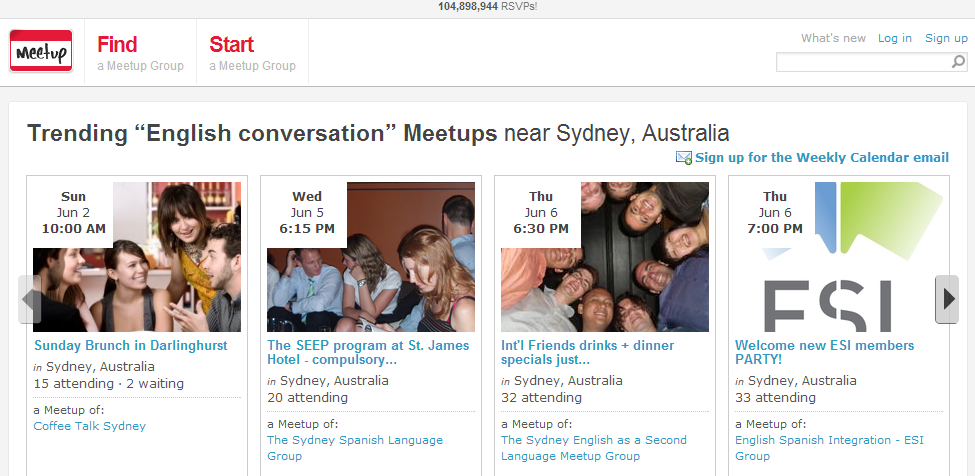 104,898,944 RSVPs!
Meetup
Find
a Meetup Group
Start
a Meetup Group
What's new Log in Sign up
Trending “English conversation” Meetups near Sydney, Australia
Sign up for the Weekly Calendar email
Sun
Jun 2
10:00 AM
Sunday Brunch in Darlinghurst
in Sydney, Australia
15 attending · 2 waiting
a Meetup of:
Coffee Talk Sydney
Wed
Jun 5
6:15 PM
The SEEP program at St. James
Hotel - compulsory...
in Sydney, Australia
20 attending
a Meetup of:
The Sydney Spanish Language
Group
Thu
Jun 6
6:30 PM
Int'l Friends drinks + dinner
specials just...
in Sydney, Australia
32 attending
a Meetup of:
The Sydney English as a Second
Language Meetup Group
Thu
Jun 6
7:00 PM
ESI
Welcome new ESI members
PARTY!
in Sydney, Australia
33 attending
a Meetup of:
English Spanish Integration - ESI
Group